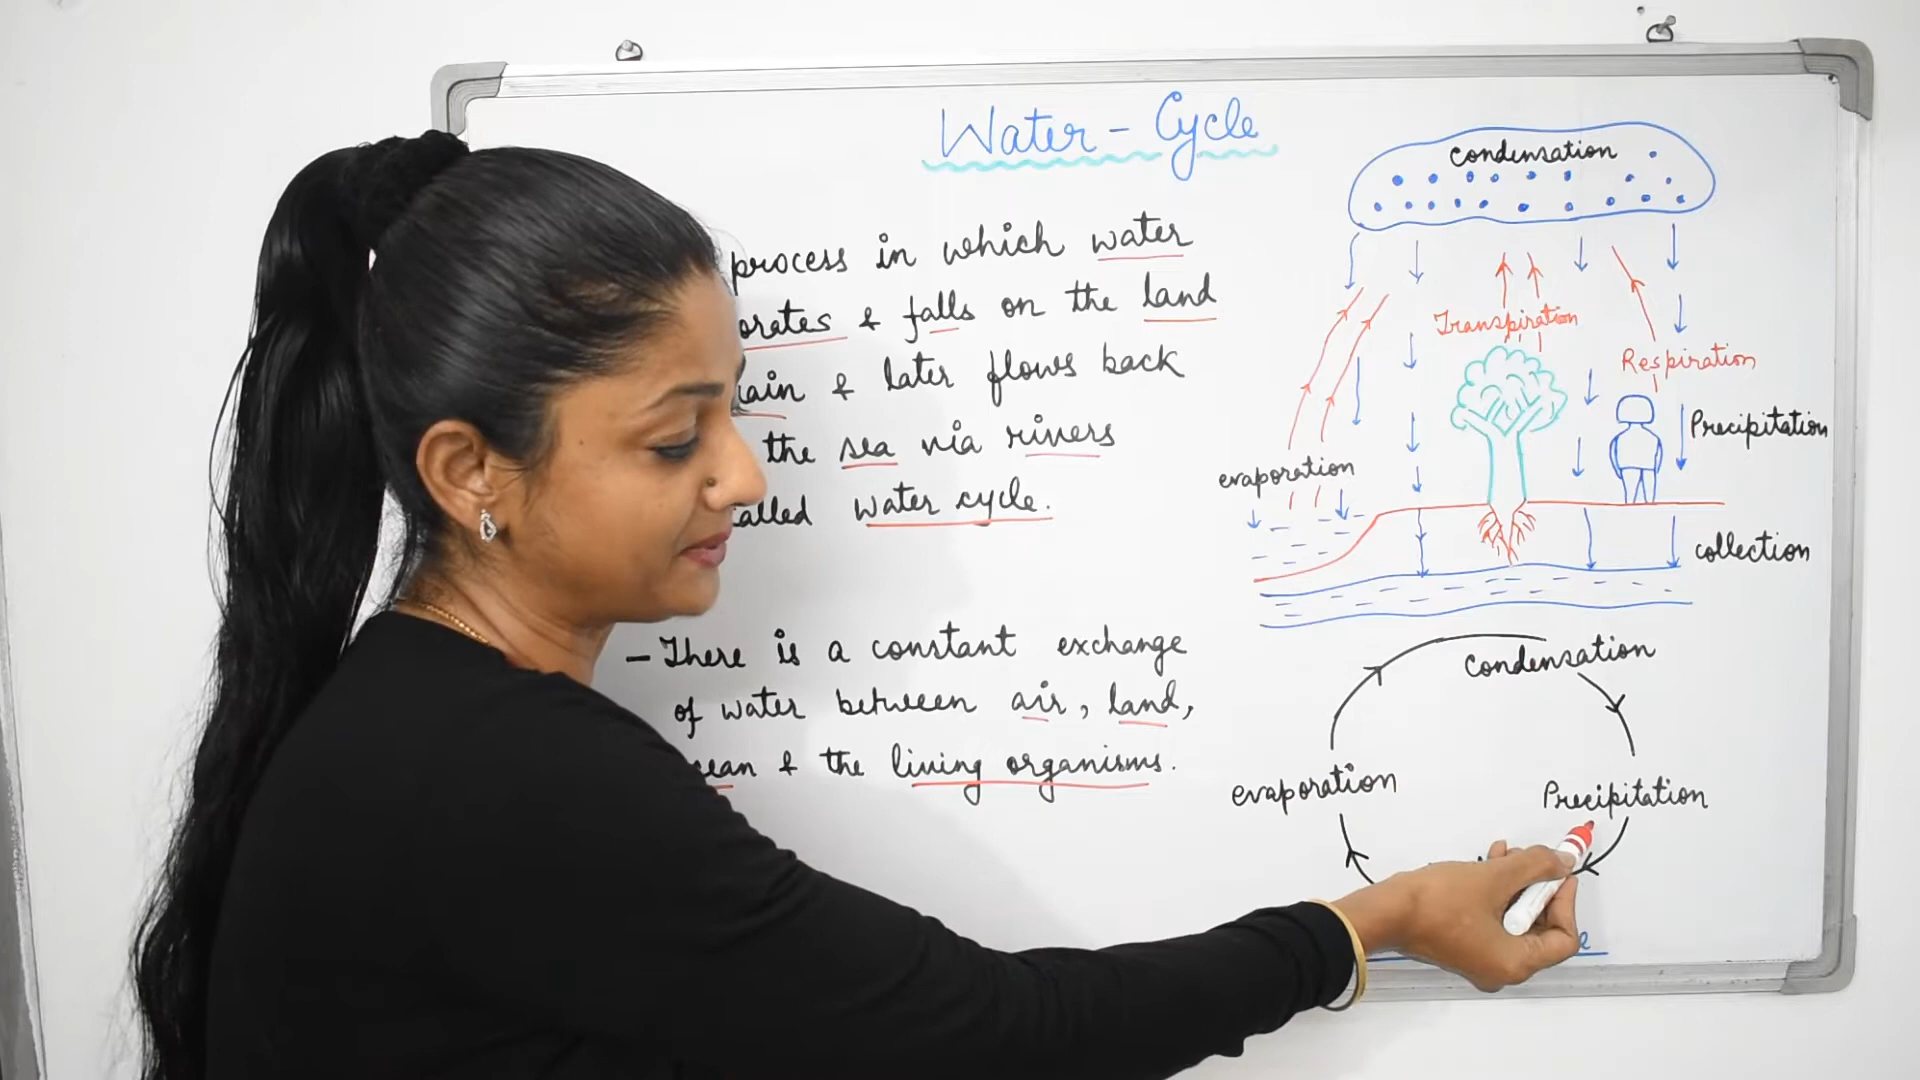 Water - Cycle
process in which water
orates & falls on the land
ain & later flows back
the sea via rivers
alled water cycle.
- There is a constant exchange
of water between air, land,
ean & the living organisms.
condensation
Transpiration
Respiration
Precipitation
evaporation
collection
Condensation
evaporation
Precipitation